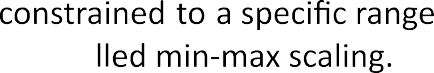 constrained to a specific range
lled min-max scaling.